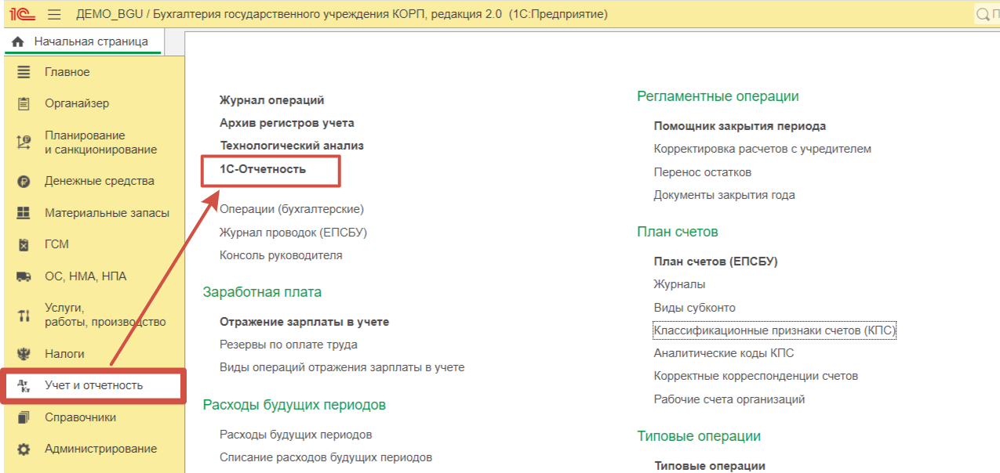 1С ДЕМО_BGU / Бухгалтерия государственного учреждения КОРП, редакция 2.0 (1С:Предприятие)
Начальная страница
Главное
Органайзер
Планирование
и санкционирование
Денежные средства
Материальные запасы
ГСМ
ОС, НМА, НПА
Услуги,
работы, производство
Налоги
Дт
Кт
Учет и отчетность
Справочники
Администрирование
Журнал операций
Архив регистров учета
Технологический анализ
1С-Отчетность
Операции (бухгалтерские)
Журнал проводок (ЕПСБУ)
Консоль руководителя
Заработная плата
Отражение зарплаты в учете
Резервы по оплате труда
Виды операций отражения зарплаты в учете
Расходы будущих периодов
Расходы будущих периодов
Списание расходов будущих периодов
Регламентные операции
Помощник закрытия периода
Корректировка расчетов с учредителем
Перенос остатков
Документы закрытия года
План счетов
План счетов (ЕПСБУ)
Журналы
Виды субконто
Классификационные признаки счетов (КПС)
Аналитические коды КПС
Корректные корреспонденции счетов
Рабочие счета организаций
Типовые операции
Типовые операции